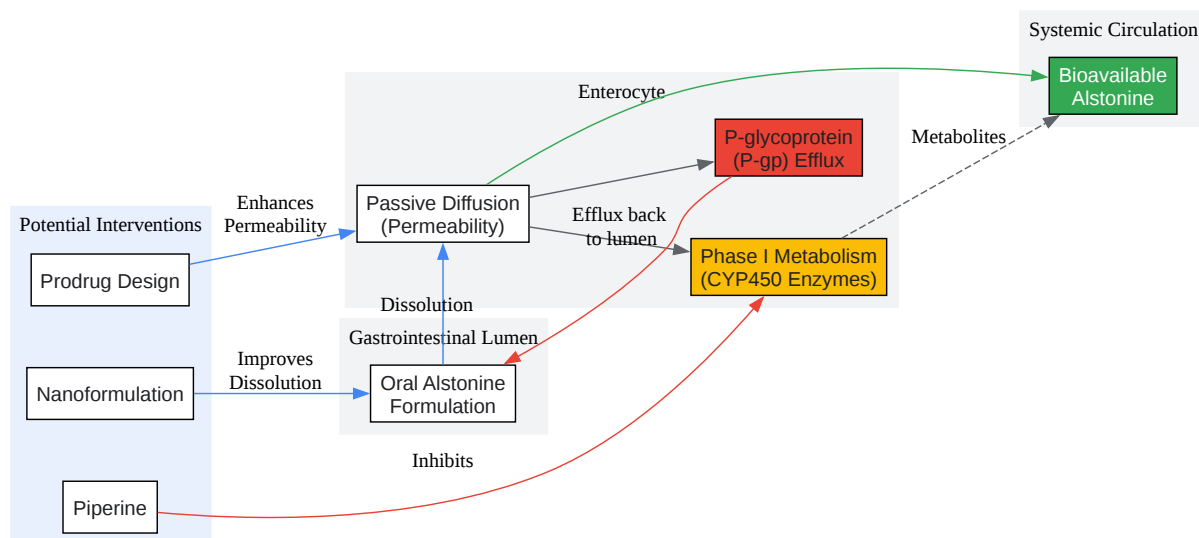 Systemic Circulation
Bioavailable
Alstonine
Enterocyte
P-glycoprotein
(P-gp) Efflux
Metabolites
Passive Diffusion
(Permeability)
Efflux back
to lumen
Phase I Metabolism
(CYP450 Enzymes)
Enhances
Permeability
Potential Interventions
Prodrug Design
Dissolution
Gastrointestinal Lumen
Improves
Dissolution
Nanoformulation
Oral Alstonine
Formulation
Inhibits
Piperine